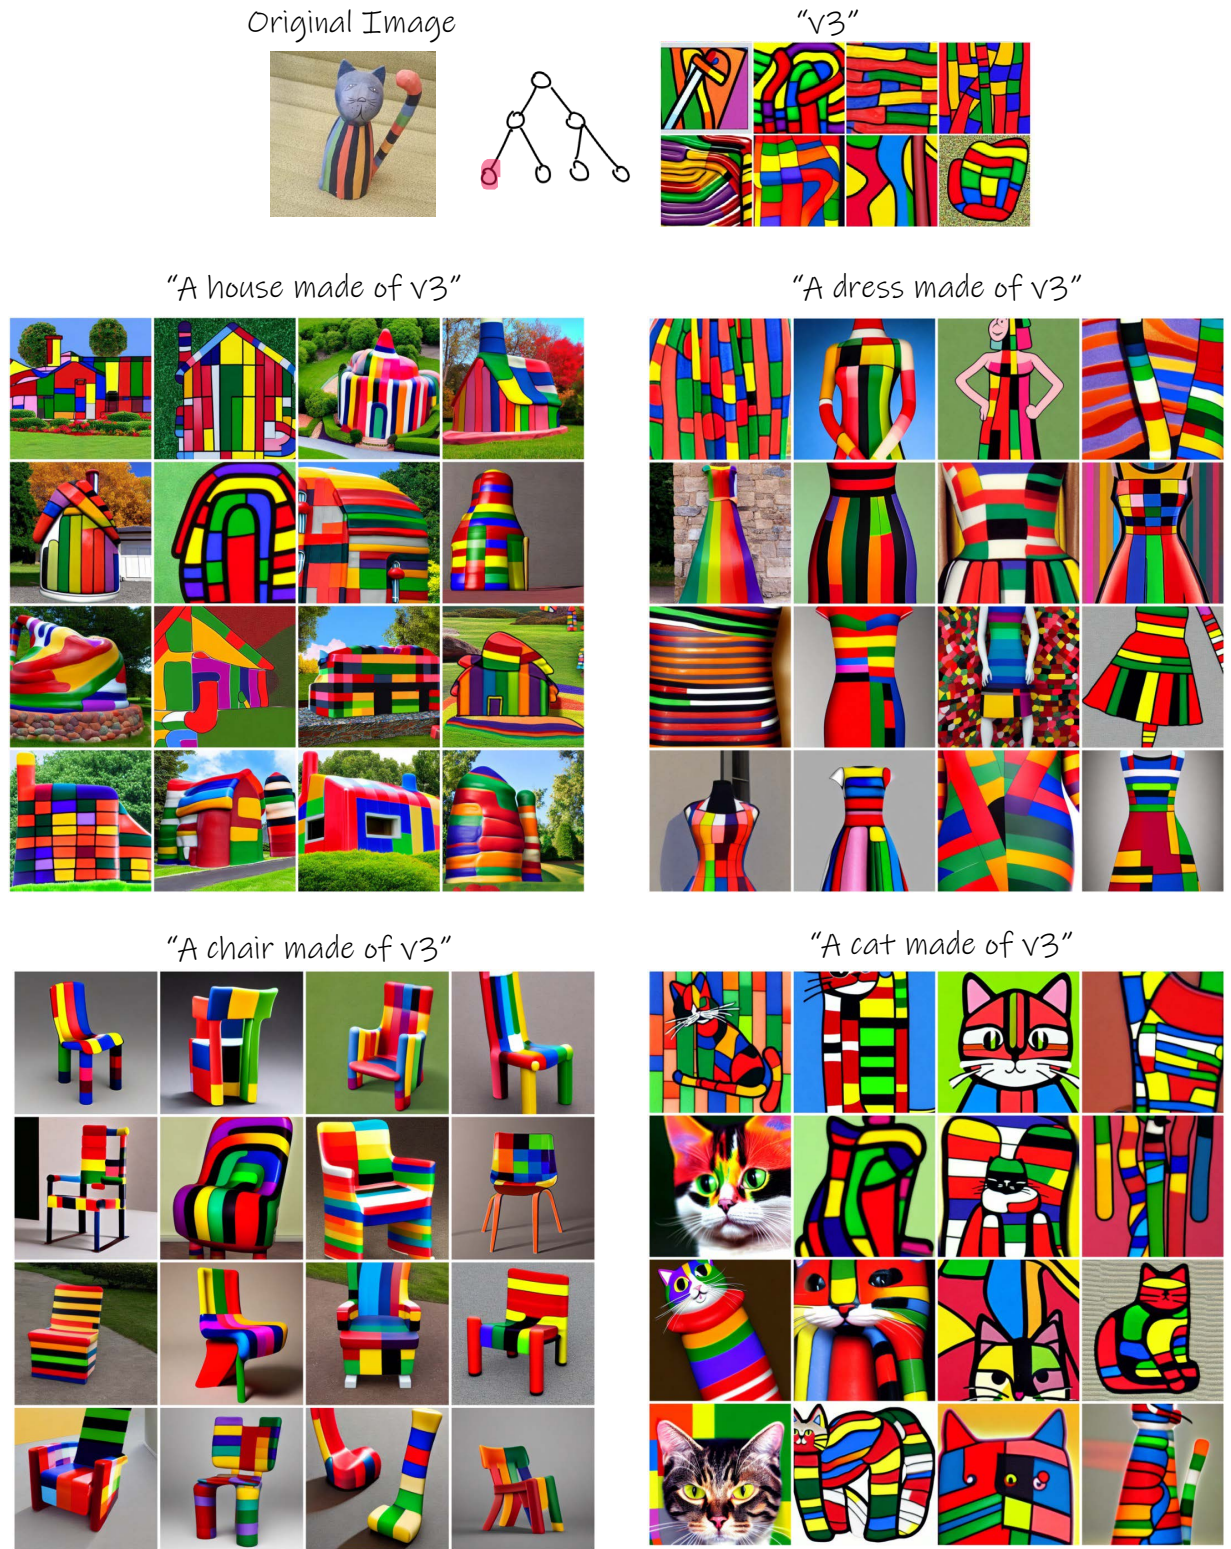 Original Image
"v3"
"A house made of v3"
"A dress made of v3"
"A chair made of v3"
"A cat made of v3"